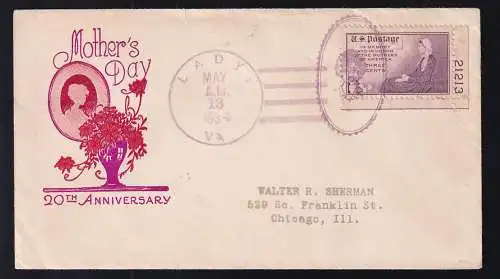 Mother's
Day
20TH ANNIVERSARY
LADY
MAY
A.M.
13
1934
VA
U.S. Postage
IN MEMORY
AND IN HONOR
OF THE MOTHERS
OF AMERICA
THREE
CENTS
21213
WALTER R. SHERMAN
529 So. Franklin St.
Chicago, Ill.